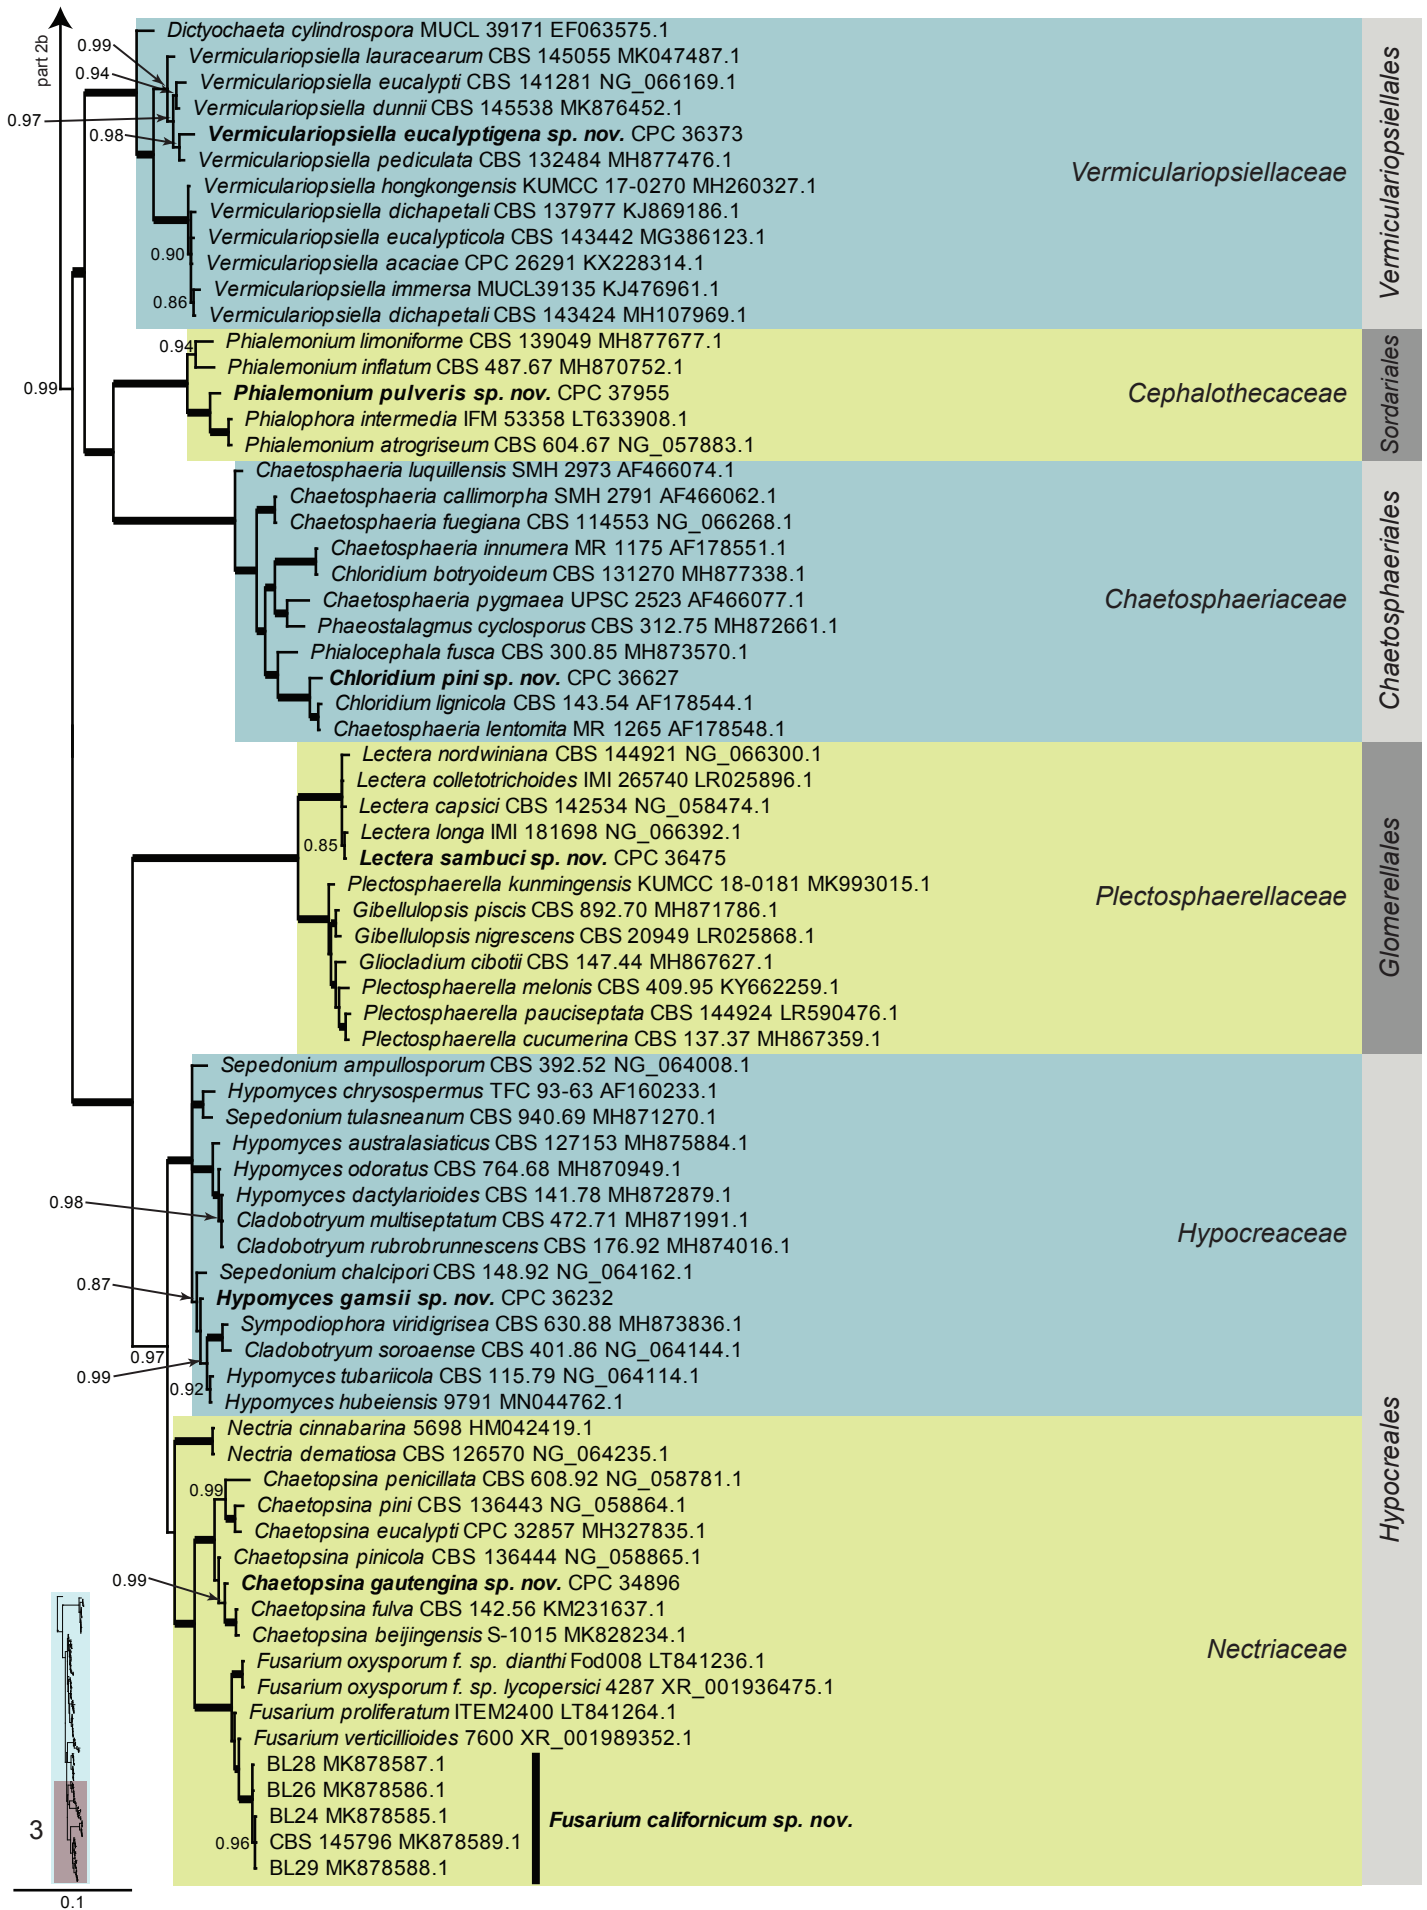 part 2b
Dictyochaeta cylindrospora MUCL 39171 EF063575.1
0.99
Vermiculariopsiella lauracearum CBS 145055 MK047487.1
0.94
Vermiculariopsiella eucalypti CBS 141281 NG_066169.1
Vermiculariopsiella dunnii CBS 145538 MK876452.1
0.97
0.98
Vermiculariopsiella eucalyptigena sp. nov. CPC 36373
Vermiculariopsiella pediculata CBS 132484 MH877476.1
Vermiculariopsiellaceae
Vermiculariopsiellales
Vermiculariopsiella hongkongensis KUMCC 17-0270 MH260327.1
Vermiculariopsiella dichapetali CBS 137977 KJ869186.1
Vermiculariopsiella eucalypticola CBS 143442 MG386123.1
0.90
Vermiculariopsiella acaciae CPC 26291 KX228314.1
Vermiculariopsiella immersa MUCL39135 KJ476961.1
0.86
Vermiculariopsiella dichapetali CBS 143424 MH107969.1
Phialemonium limoniforme CBS 139049 MH877677.1
0.94
Phialemonium inflatum CBS 487.67 MH870752.1
0.99
Phialemonium pulveris sp. nov. CPC 37955
Cephalothecaceae
Sordariales
Phialophora intermedia IFM 53358 LT633908.1
Phialemonium atrogriseum CBS 604.67 NG_057883.1
Chaetosphaeria luquillensis SMH 2973 AF466074.1
Chaetosphaeria callimorpha SMH 2791 AF466062.1
Chaetosphaeria fuegiana CBS 114553 NG_066268.1
Chaetosphaeria innumera MR 1175 AF178551.1
Chloridium botryoideum CBS 131270 MH877338.1
Chaetosphaeria pygmaea UPSC 2523 AF466077.1
Chaetosphaeriaceae
Chaetosphaeriales
Phaeostalagmus cyclosporus CBS 312.75 MH872661.1
Phialocephala fusca CBS 300.85 MH873570.1
Chloridium pini sp. nov. CPC 36627
Chloridium lignicola CBS 143.54 AF178544.1
Chaetosphaeria lentomita MR 1265 AF178548.1
Lectera nordwiniana CBS 144921 NG_066300.1
Lectera colletotrichoides IMI 265740 LR025896.1
Lectera capsici CBS 142534 NG_058474.1
Lectera longa IMI 181698 NG_066392.1
0.85
Lectera sambuci sp. nov. CPC 36475
Plectosphaerella kunmingensis KUMCC 18-0181 MK993015.1
Plectosphaerellaceae
Glomerellales
Gibellulopsis piscis CBS 892.70 MH871786.1
Gibellulopsis nigrescens CBS 20949 LR025868.1
Gliocladium cibotii CBS 147.44 MH867627.1
Plectosphaerella melonis CBS 409.95 KY662259.1
Plectosphaerella pauciseptata CBS 144924 LR590476.1
Plectosphaerella cucumerina CBS 137.37 MH867359.1
Sepedonium ampullosporum CBS 392.52 NG_064008.1
Hypomyces chrysospermus TFC 93-63 AF160233.1
Sepedonium tulasneanum CBS 940.69 MH871270.1
Hypomyces australasiaticus CBS 127153 MH875884.1
Hypomyces odoratus CBS 764.68 MH870949.1
Hypomyces dactylarioides CBS 141.78 MH872879.1
0.98
Cladobotryum multiseptatum CBS 472.71 MH871991.1
Hypocreaceae
Cladobotryum rubrobrunnescens CBS 176.92 MH874016.1
Sepedonium chalcipori CBS 148.92 NG_064162.1
0.87
Hypomyces gamsii sp. nov. CPC 36232
Sympodiophora viridigrisea CBS 630.88 MH873836.1
Cladobotryum soroaense CBS 401.86 NG_064144.1
0.97
0.99
Hypomyces tubariicola CBS 115.79 NG_064114.1
0.92
Hypomyces hubeiensis 9791 MN044762.1
Hypocreales
Nectria cinnabarina 5698 HM042419.1
Nectria dematiosa CBS 126570 NG_064235.1
Chaetopsina penicillata CBS 608.92 NG_058781.1
0.99
Chaetopsina pini CBS 136443 NG_058864.1
Chaetopsina eucalypti CPC 32857 MH327835.1
Chaetopsina pinicola CBS 136444 NG_058865.1
0.99
Chaetopsina gautengina sp. nov. CPC 34896
Chaetopsina fulva CBS 142.56 KM231637.1
Chaetopsina beijingensis S-1015 MK828234.1
Nectriaceae
Fusarium oxysporum f. sp. dianthi Fod008 LT841236.1
Fusarium oxysporum f. sp. lycopersici 4287 XR_001936475.1
Fusarium proliferatum ITEM2400 LT841264.1
Fusarium verticillioides 7600 XR_001989352.1
BL28 MK878587.1
BL26 MK878586.1
BL24 MK878585.1
Fusarium californicum sp. nov.
0.96
CBS 145796 MK878589.1
BL29 MK878588.1
3
0.1